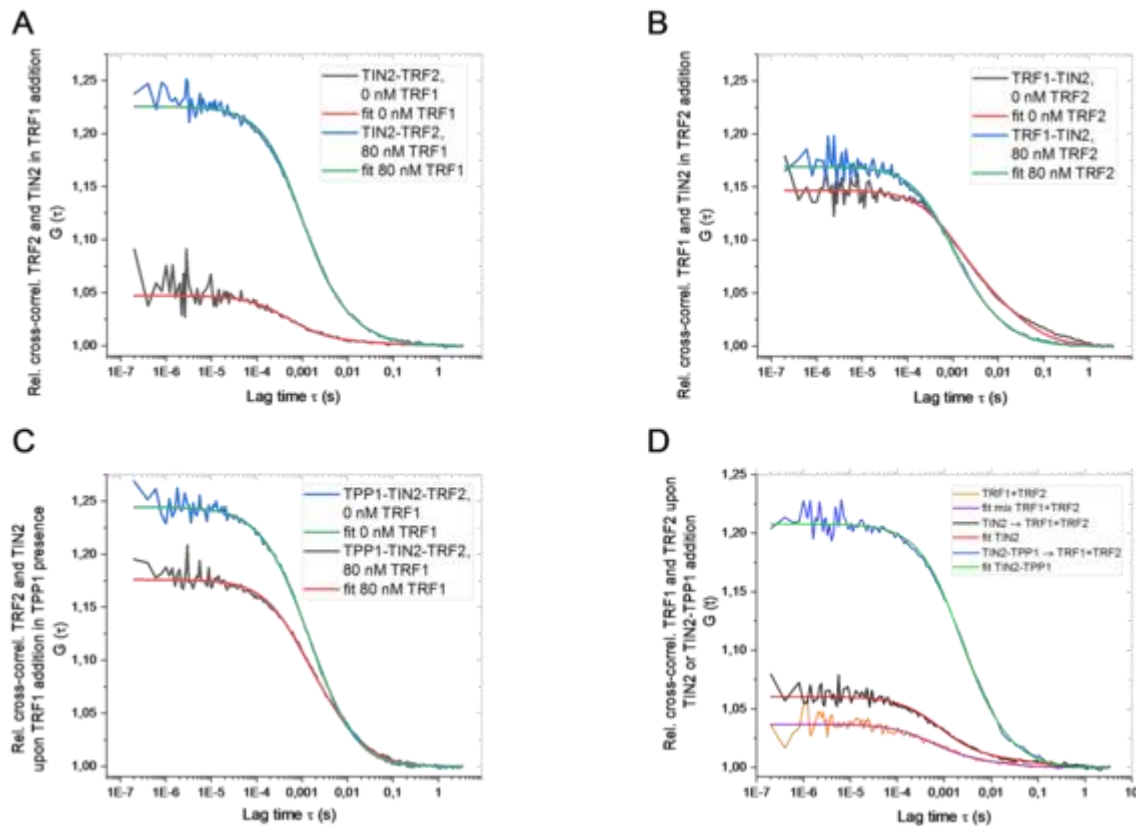 A
Rel. cross-correl. TRF2 and TIN2 in TRF1 addition
G (τ)
1,25
1,20
1,15
1,10
1,05
1,00
TIN2-TRF2,
0 nM TRF1
fit 0 nM TRF1
TIN2-TRF2,
80 nM TRF1
fit 80 nM TRF1
1E-7 1E-6 1E-5 1E-4 0,001 0,01 0,1 1
Lag time τ (s)
B
Rel. cross-correl. TRF1 and TIN2 in TRF2 addition
G (τ)
1,25
1,20
1,15
1,10
1,05
1,00
TRF1-TIN2,
0 nM TRF2
fit 0 nM TRF2
TRF1-TIN2,
80 nM TRF2
fit 80 nM TRF2
1E-7 1E-6 1E-5 1E-4 0,001 0,01 0,1 1
Lag time τ (s)
C
Rel. cross-correl. TRF2 and TIN2
upon TRF1 addition in TPP1 presence
G (τ)
1,25
1,20
1,15
1,10
1,05
1,00
TPP1-TIN2-TRF2,
0 nM TRF1
fit 0 nM TRF1
TPP1-TIN2-TRF2,
80 nM TRF1
fit 80 nM TRF1
1E-7 1E-6 1E-5 1E-4 0,001 0,01 0,1 1
Lag time τ (s)
D
Rel. cross-correl. TRF1 and TRF2 upon
TIN2 or TIN2-TPP1 addition
G (t)
1,25
1,20
1,15
1,10
1,05
1,00
TRF1+TRF2
fit mix TRF1+TRF2
TIN2 → TRF1+TRF2
fit TIN2
TIN2-TPP1 → TRF1+TRF2
fit TIN2-TPP1
1E-7 1E-6 1E-5 1E-4 0,001 0,01 0,1 1 10
Lag time τ (s)